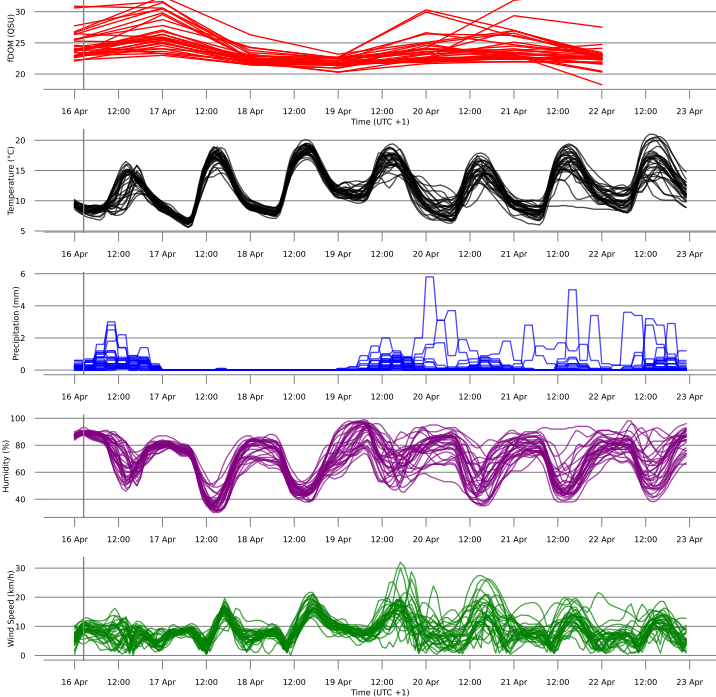 fDOM (QSU)
30
25
20
16 Apr 12:00 17 Apr 12:00 18 Apr 12:00 19 Apr 12:00 20 Apr 12:00 21 Apr 12:00 22 Apr 12:00 23 Apr
Time (UTC +1)
Temperature (°C)
20
15
10
5
16 Apr 12:00 17 Apr 12:00 18 Apr 12:00 19 Apr 12:00 20 Apr 12:00 21 Apr 12:00 22 Apr 12:00 23 Apr
Precipitation (mm)
6
4
2
0
16 Apr 12:00 17 Apr 12:00 18 Apr 12:00 19 Apr 12:00 20 Apr 12:00 21 Apr 12:00 22 Apr 12:00 23 Apr
Humidity (%)
100
80
60
40
16 Apr 12:00 17 Apr 12:00 18 Apr 12:00 19 Apr 12:00 20 Apr 12:00 21 Apr 12:00 22 Apr 12:00 23 Apr
Wind Speed (km/h)
30
20
10
0
16 Apr 12:00 17 Apr 12:00 18 Apr 12:00 19 Apr 12:00 20 Apr 12:00 21 Apr 12:00 22 Apr 12:00 23 Apr
Time (UTC +1)